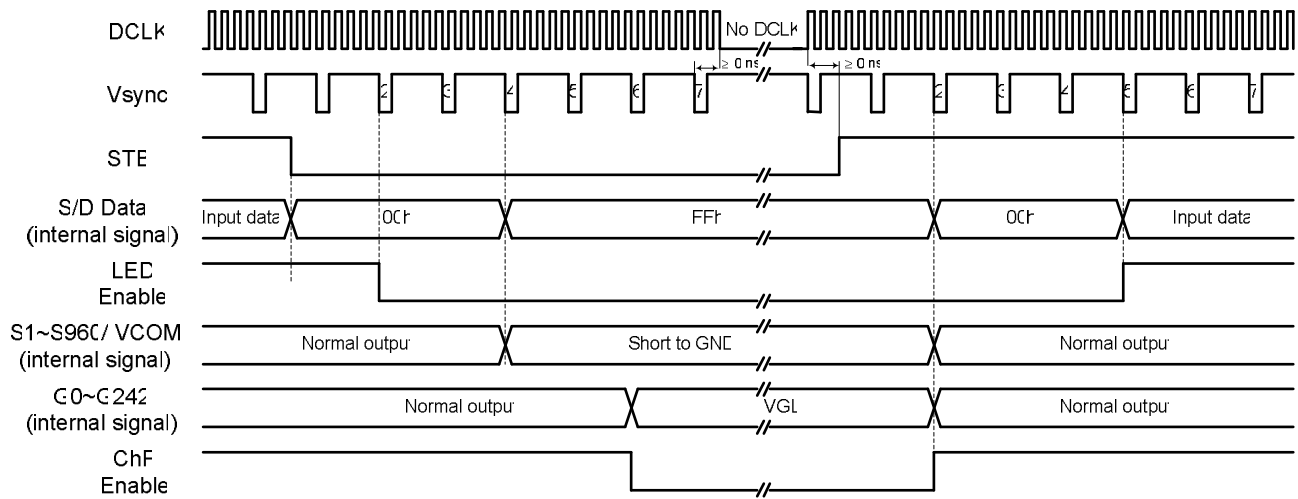 DCLK
No DCLK
≥ 0 ns
≥ 0 ns
Vsync
2 3 4 5 6 7
2 3 4 5 6 7
STB
S/D Data
(internal signal)
Input data
00h
FFh
00h
Input data
LED
Enable
S1~S960/ VCOM
(internal signal)
Normal output
Short to GND
Normal output
G0~G242
(internal signal)
Normal output
VGL
Normal output
ChP
Enable